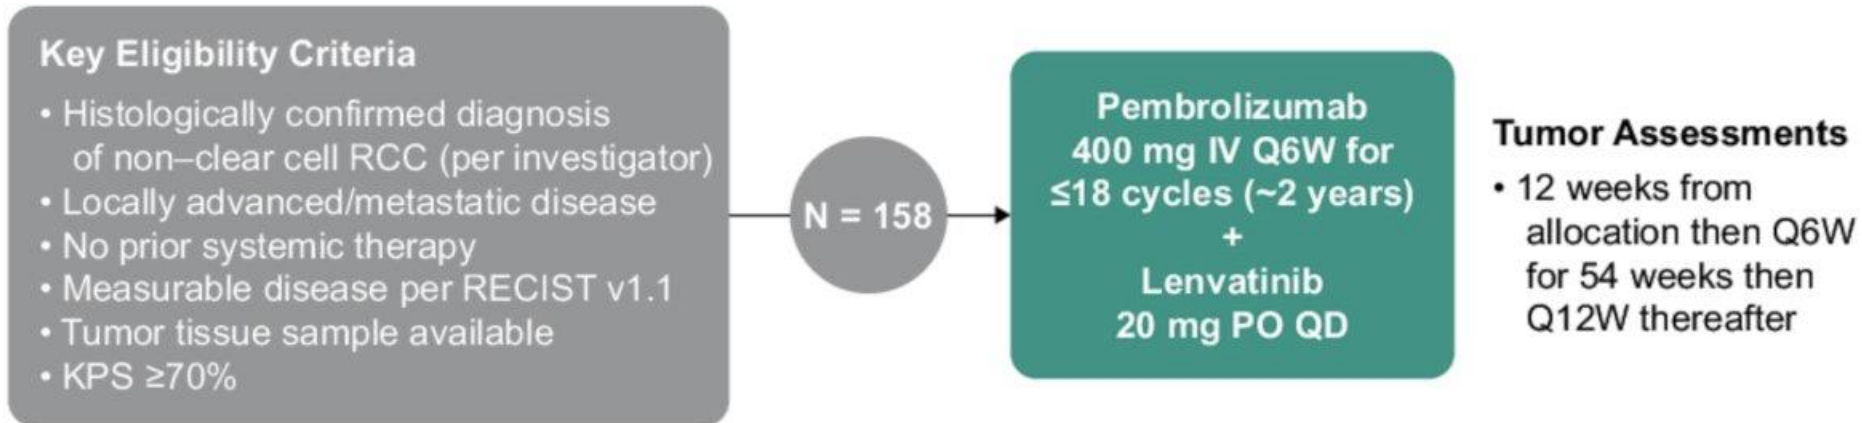 Key Eligibility Criteria
• Histologically confirmed diagnosis
of non–clear cell RCC (per investigator)
• Locally advanced/metastatic disease
• No prior systemic therapy
• Measurable disease per RECIST v1.1
• Tumor tissue sample available
• KPS ≥70%
N = 158
Pembrolizumab
400 mg IV Q6W for
≤18 cycles (~2 years)
+
Lenvatinib
20 mg PO QD
Tumor Assessments
• 12 weeks from
allocation then Q6W
for 54 weeks then
Q12W thereafter